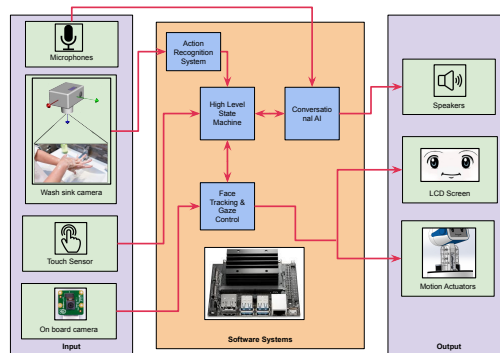 Microphones
Wash sink camera
Touch Sensor
On board camera
Input
Action
Recognition
System
High Level
State
Machine
Conversatio
nal AI
Face
Tracking &
Gaze
Control
Software Systems
Speakers
LCD Screen
Motion Actuators
Output